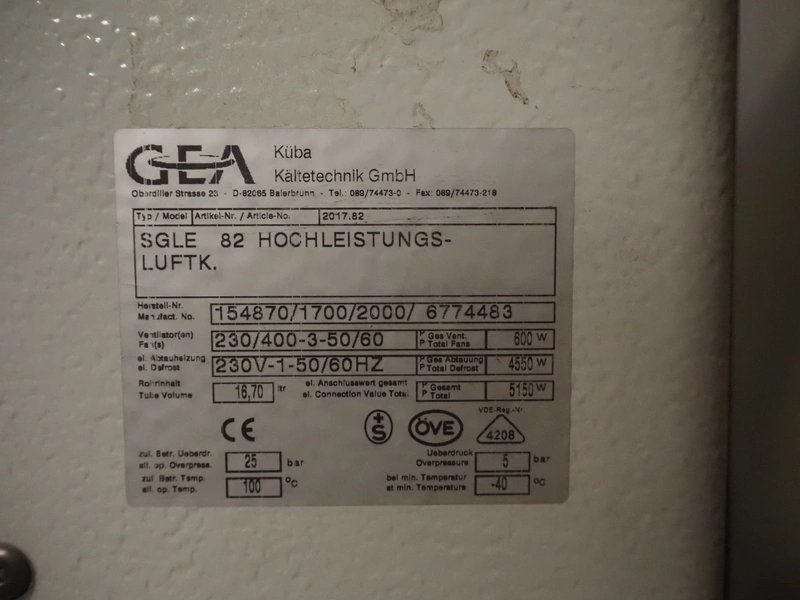 GEA Küba
Kältetechnik GmbH
Oberdiller Strasse 23 - D-82065 Baierbrunn - Tel.: 089/74473-0 - Fax: 089/74473-218
Typ / Model Artikel-Nr. / Article-No. 2017.82
SGLE 82 HOCHLEISTUNGS-
LUFTK.
Herstell-Nr.
Manufact. No. 154870/1700/2000/ 6774483
Ventilator(en)
Fan(s) 230/400-3-50/60 P Ges Vent. P Total Fans 600 W
el. Abtauheizung
el. Defrost 230V-1-50/60HZ P Ges Abtauung P Total Defrost 4550 W
Rohrinhalt
Tube Volume 16,70 ltr el. Anschlusswert gesamt el. Connection Value Total P Gesamt P Total 5150 W
CE +S ÖVE VDE-Reg.-Nr. 4208
zul. Betr. Ueberdr.
all. op. Overpress. 25 bar Ueberdruck Overpressure 5 bar
zul. Betr. Temp.
all. op. Temp. 100 °C bei min. Temperatur at min. Temperature -40 °C